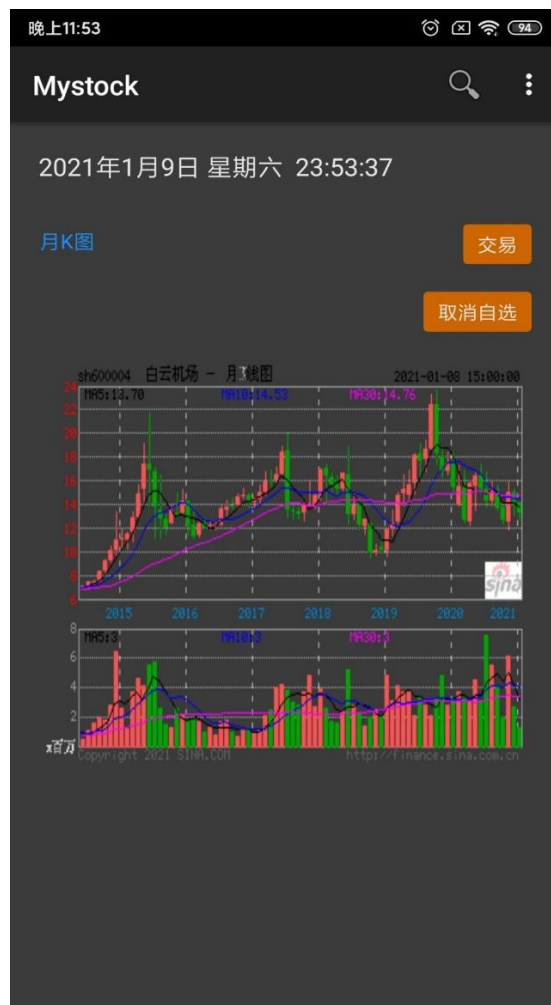 晚上11:53
94
Mystock
2021年1月9日 星期六 23:53:37
月K图
交易
取消自选
sh600004 白云机场 - 月K线图 2021-01-08 15:00:00
MA5:13.70 MA10:14.53 MA30:14.76
24
22
20
18
16
14
12
10
8
6
sina
2015 2016 2017 2018 2019 2020 2021
MA5:3 MA10:3 MA30:3
8
6
4
2
x百万
Copyright 2021 SINA.COM http://finance.sina.com.cn